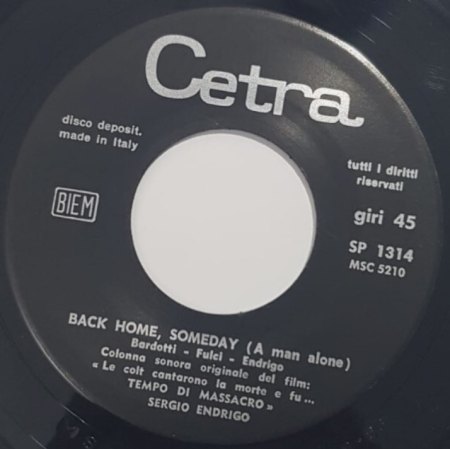 Cetra
disco deposit.
made in Italy
tutti i diritti
riservati
BIEM
giri 45
SP 1314
MSC 5210
BACK HOME, SOMEDAY (A man alone)
Bardotti - Fulci - Endrigo
Colonna sonora originale del film:
« Le colt cantarono la morte e fu...
TEMPO DI MASSACRO »
SERGIO ENDRIGO